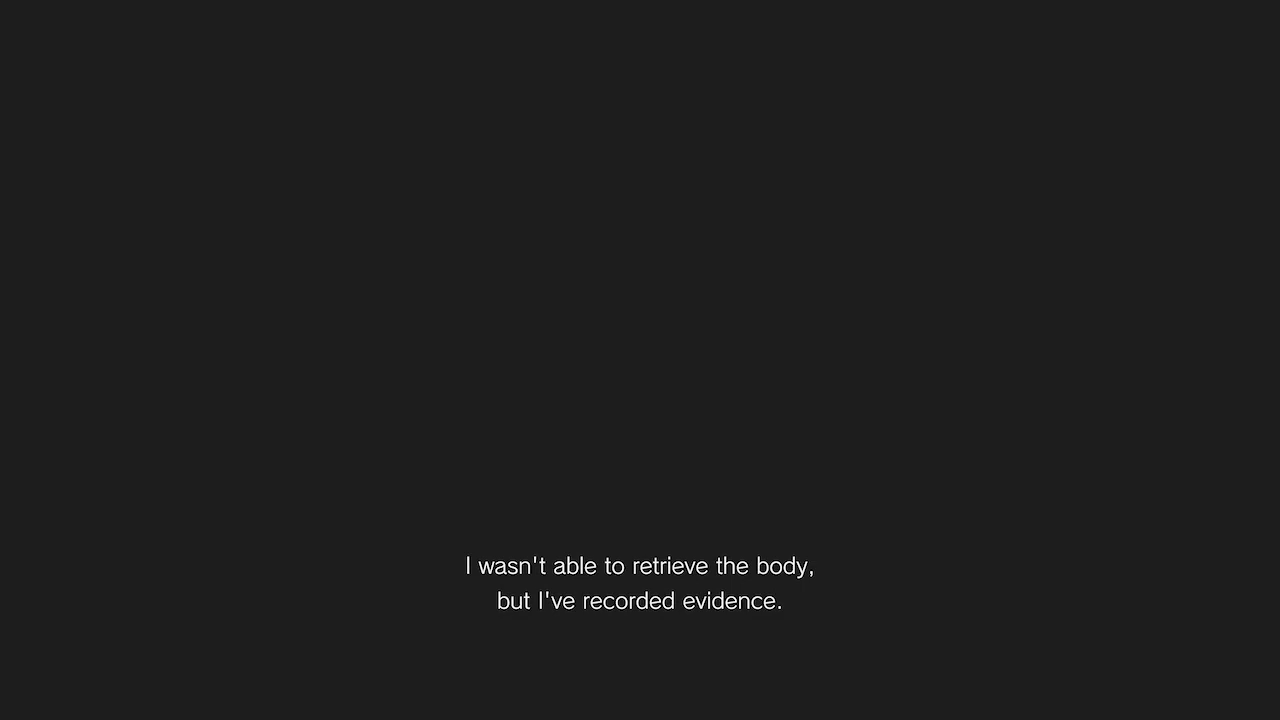 I wasn't able to retrieve the body,
but I've recorded evidence.